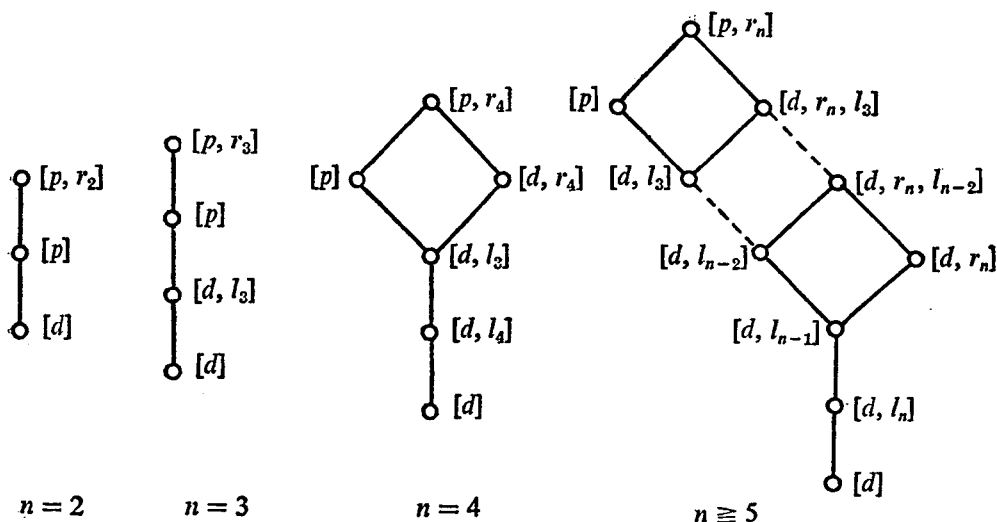 [p, r_n]
[p]
[d, r_n, l_3]
[p, r_4]
[p, r_3]
[p, r_2]
[p]
[d, r_4]
[d, l_3]
[d, r_n, l_{n-2}]
[p]
[p]
[d, l_3]
[d, l_{n-2}]
[d, r_n]
[d, l_3]
[d]
[d, l_4]
[d, l_{n-1}]
[d]
[d]
[d, l_n]
[d]
n = 2
n = 3
n = 4
n ≧ 5